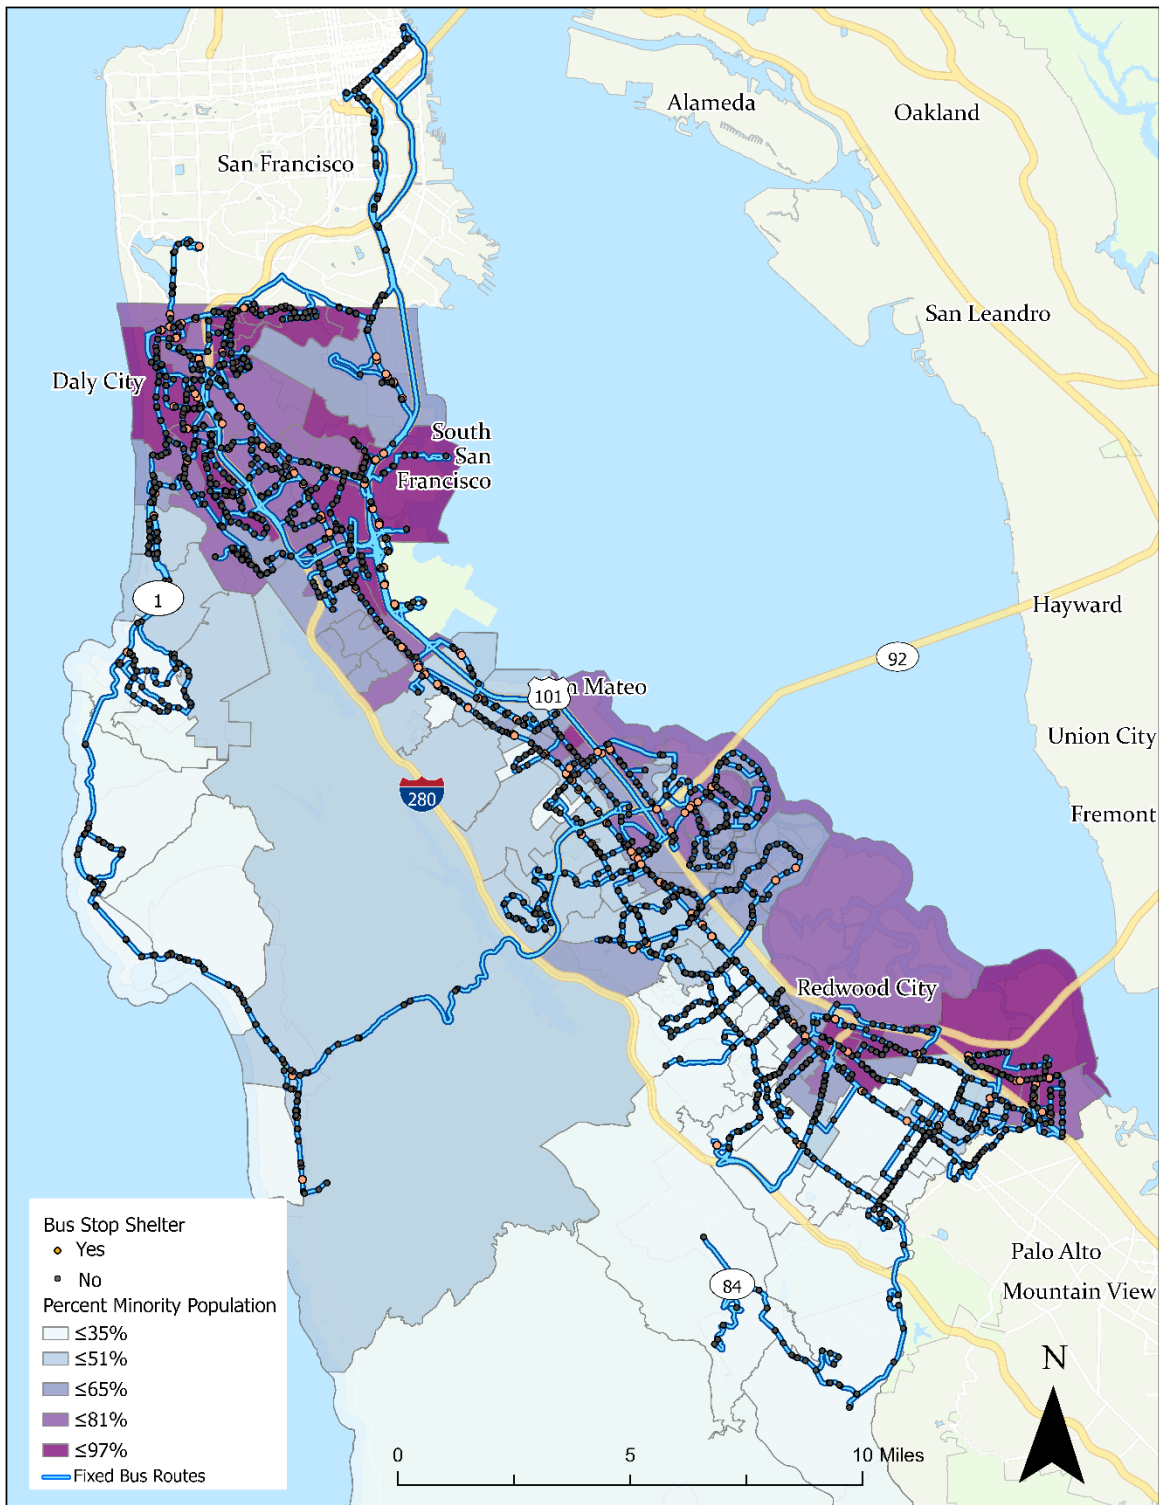 Alameda
Oakland
San Francisco
San Leandro
Daly City
South
San
Francisco
1
Hayward
92
101
n Mateo
Union City
280
Fremont
Redwood City
Palo Alto
84
Mountain View
Bus Stop Shelter
Yes
No
Percent Minority Population
≤35%
≤51%
≤65%
≤81%
≤97%
Fixed Bus Routes
N
0 5 10 Miles